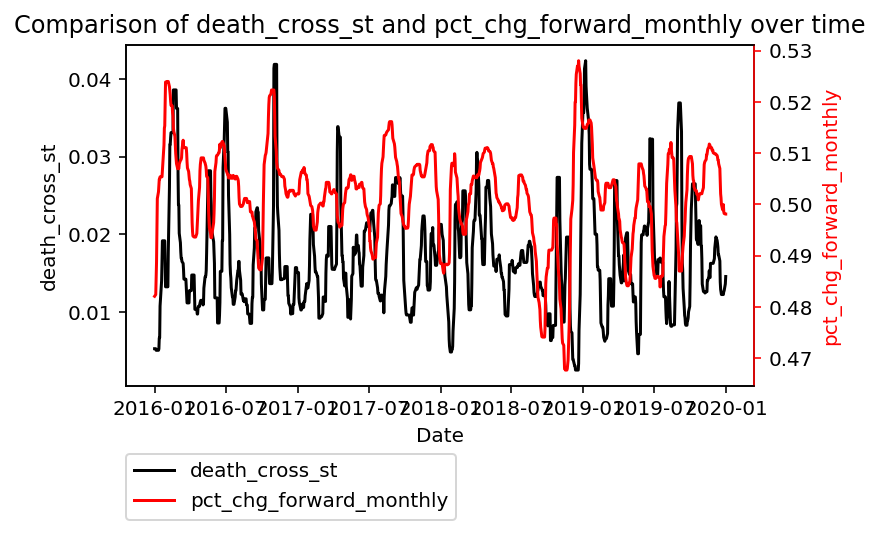 Comparison of death_cross_st and pct_chg_forward_monthly over time
death_cross_st
0.04
0.03
0.02
0.01
0.53
0.52
0.51
0.50
0.49
0.48
0.47
pct_chg_forward_monthly
2016-01 2016-07 2017-01 2017-07 2018-01 2018-07 2019-01 2019-07 2020-01
Date
death_cross_st
pct_chg_forward_monthly